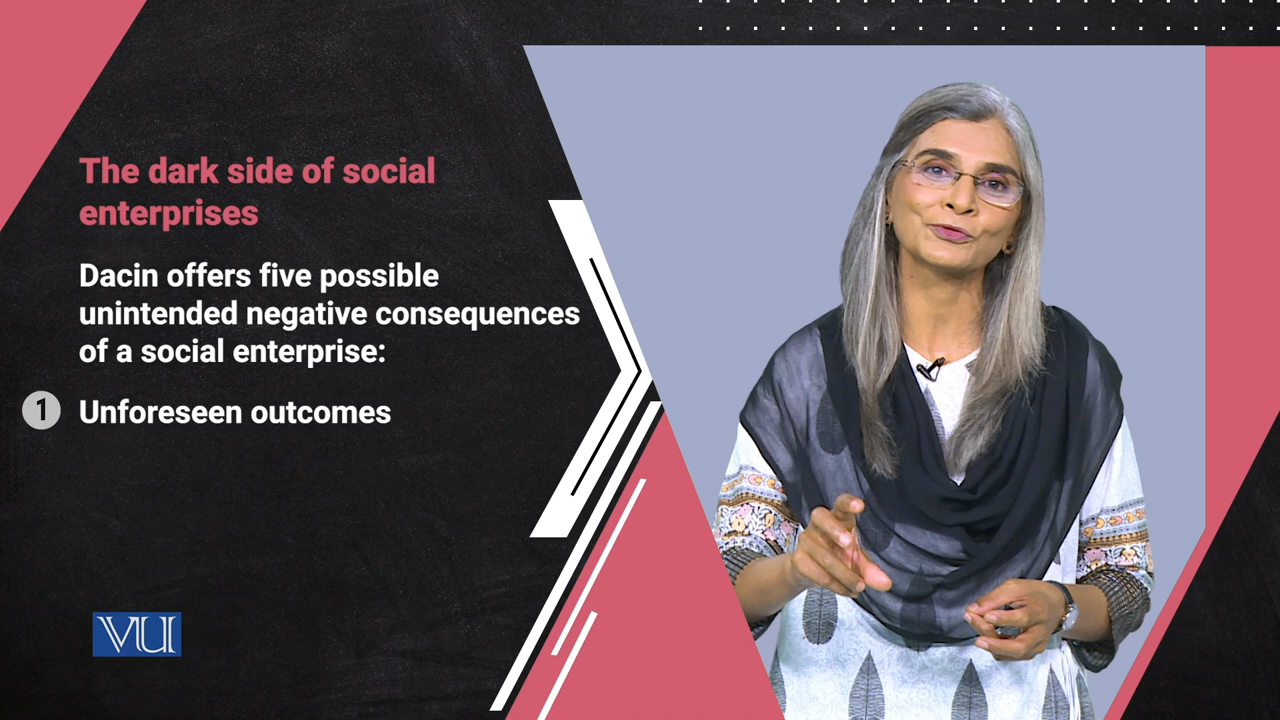 The dark side of social
enterprises
Dacin offers five possible
unintended negative consequences
of a social enterprise:
1 Unforeseen outcomes
VU